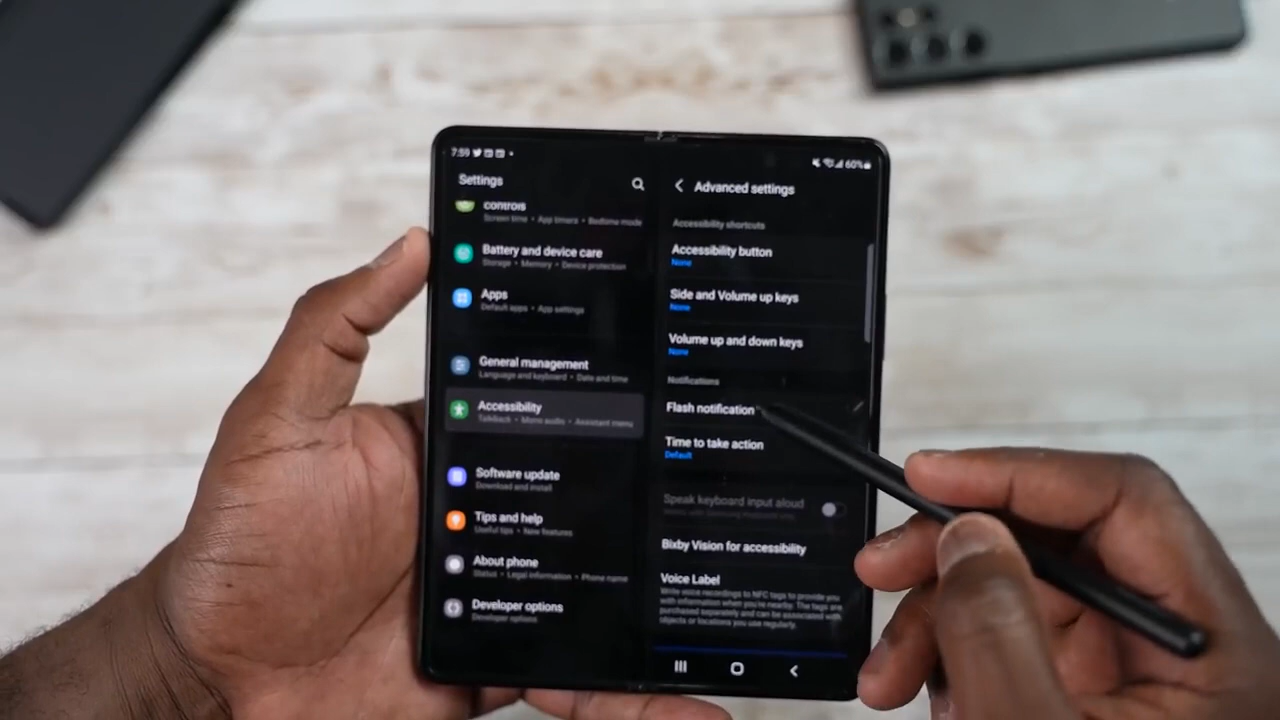 7:59
60%
Settings
controls
Screen time • App timers • Bedtime mode
Battery and device care
Storage • Memory • Device protection
Apps
Default apps • App settings
General management
Language and keyboard • Date and time
Accessibility
TalkBack • Mono audio • Assistant menu
Software update
Download and install
Tips and help
Useful tips • New features
About phone
Status • Legal information • Phone name
Developer options
Developer options
Advanced settings
Accessibility shortcuts
Accessibility button
None
Side and Volume up keys
None
Volume up and down keys
None
Notifications
Flash notification
Time to take action
Default
Speak keyboard input aloud
Bixby Vision for accessibility
Voice Label
Write voice recordings to NFC tags to provide you
with information when you're nearby. The tags are
purchased separately and can be associated with
objects or locations you use regularly.